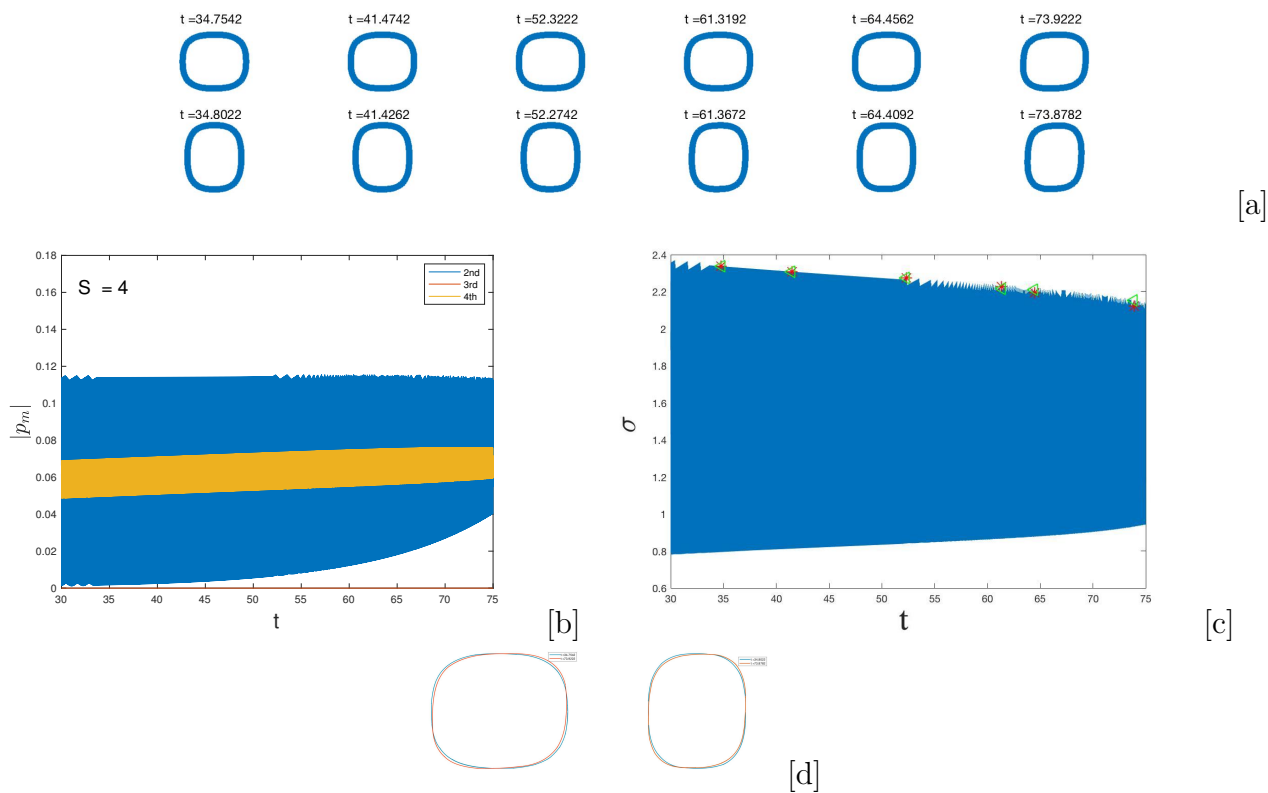 t =34.7542 t =41.4742 t =52.3222 t =61.3192 t =64.4562 t =73.9222
t =34.8022 t =41.4262 t =52.2742 t =61.3672 t =64.4092 t =73.8782
[a]
0.18
0.16
0.14
0.12
0.1
0.08
0.06
0.04
0.02
0
|p_m|
S = 4
2nd
3rd
4th
30 35 40 45 50 55 60 65 70 75
t
[b]
2.4
2.2
2
1.8
1.6
1.4
1.2
1
0.8
0.6
σ
30 35 40 45 50 55 60 65 70 75
t
[c]
[d]